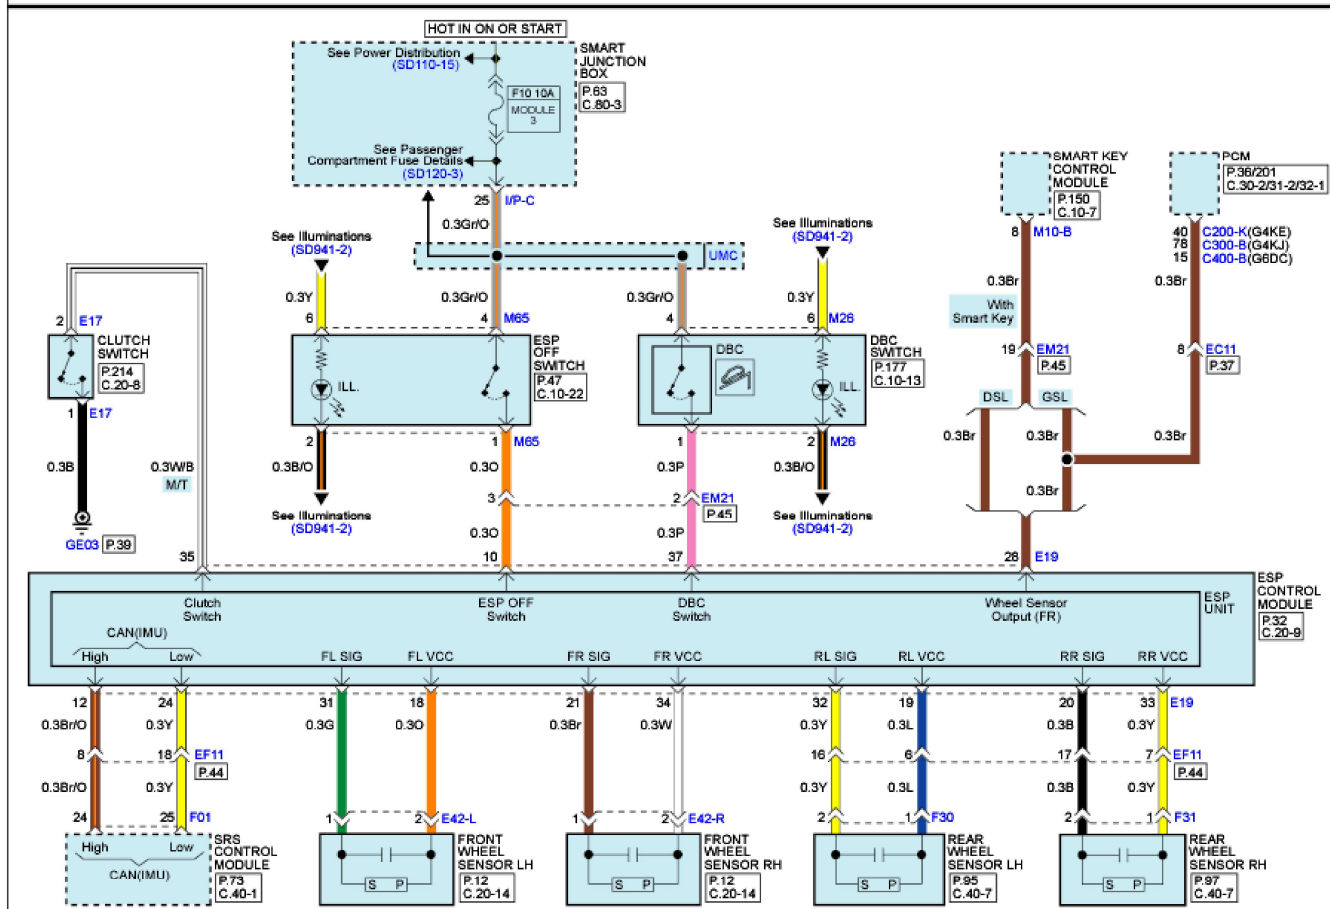 HOT IN ON OR START
See Power Distribution
(SD110-15)
F10 10A
MODULE
3
See Passenger
Compartment Fuse Details
(SD120-3)
SMART
JUNCTION
BOX
P.63
C.80-3
25 I/P-C
0.3Gr/O
UMC
See Illuminations
(SD941-2)
See Illuminations
(SD941-2)
0.3Y
0.3Gr/O
0.3Gr/O
0.3Y
6
4 M65
4
6 M26
SMART KEY
CONTROL
MODULE
P.150
C.10-7
8 M10-B
PCM
P.36/201
C.30-2/31-2/32-1
40 C200-K(G4KE)
78 C300-B(G4KJ)
15 C400-B(G6DC)
0.3Br
0.3Br
With
Smart Key
19 EM21
P.45
8 EC11
P.37
DSL
GSL
0.3Br
0.3Br
0.3Br
0.3Br
2 E17
CLUTCH
SWITCH
P.214
C.20-8
1 E17
0.3B
0.3W/B
M/T
GE03 P.39
ILL.
ESP
OFF
SWITCH
P.47
C.10-22
DBC
ILL.
DBC
SWITCH
P.177
C.10-13
2
1 M65
1
2 M26
0.3B/O
0.3O
0.3P
0.3B/O
3
2 EM21
P.45
See Illuminations
(SD941-2)
See Illuminations
(SD941-2)
0.3O
0.3P
35
10
37
28 E19
Clutch
Switch
ESP OFF
Switch
DBC
Switch
Wheel Sensor
Output (FR)
ESP
UNIT
ESP
CONTROL
MODULE
P.32
C.20-9
CAN(IMU)
High
Low
FL SIG
FL VCC
FR SIG
FR VCC
RL SIG
RL VCC
RR SIG
RR VCC
12
24
31
18
21
34
32
19
20
33 E19
0.3Br/O
0.3Y
0.3G
0.3O
0.3Br
0.3W
0.3Y
0.3L
0.3B
0.3Y
8
18 EF11
P.44
16
6
17
7 EF11
P.44
0.3Br/O
0.3Y
0.3Y
0.3L
0.3B
0.3Y
24
25 F01
1
2 E42-L
1
2 E42-R
2
1 F30
2
1 F31
High
Low
CAN(IMU)
SRS
CONTROL
MODULE
P.73
C.40-1
S P
FRONT
WHEEL
SENSOR LH
P.12
C.20-14
S P
FRONT
WHEEL
SENSOR RH
P.12
C.20-14
S P
REAR
WHEEL
SENSOR LH
P.95
C.40-7
S P
REAR
WHEEL
SENSOR RH
P.97
C.40-7